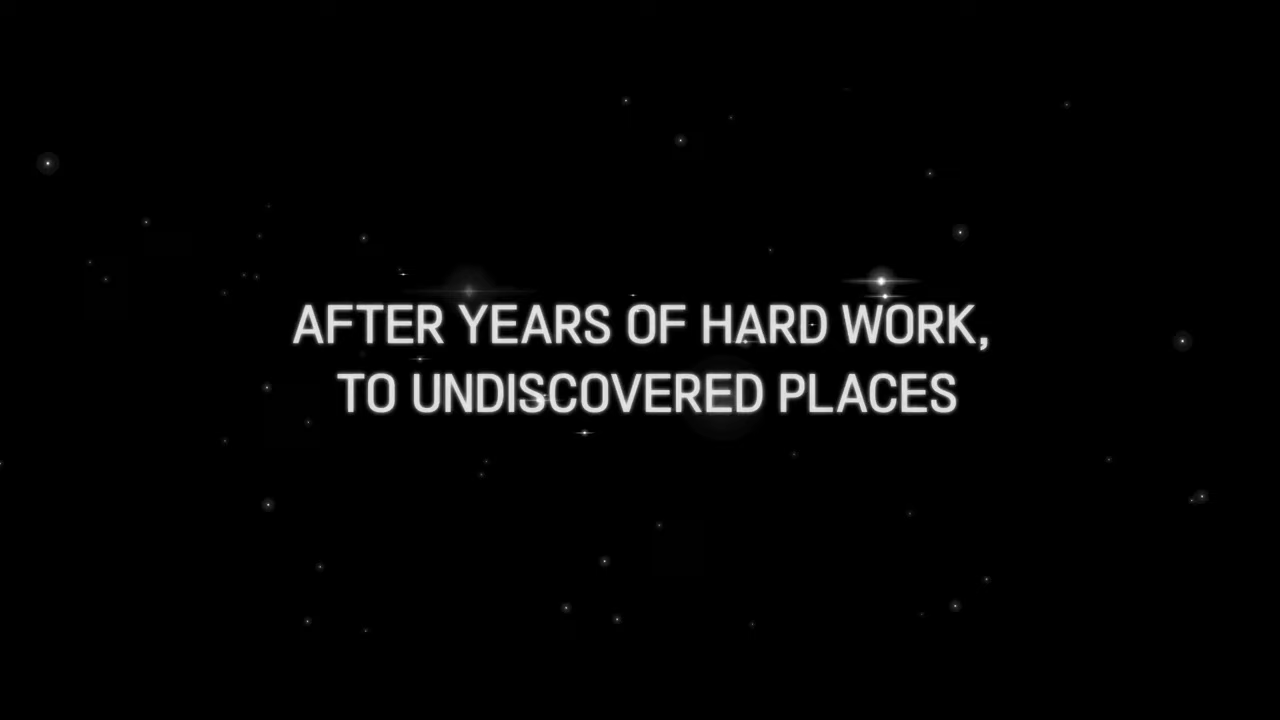 AFTER YEARS OF HARD WORK,
TO UNDISCOVERED PLACES